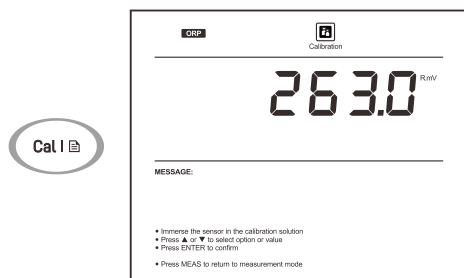 ORP
Calibration
263.0 R.mV
Cal
MESSAGE:
• Immerse the sensor in the calibration solution
• Press ▲ or ▼ to select option or value
• Press ENTER to confirm
• Press MEAS to return to measurement mode